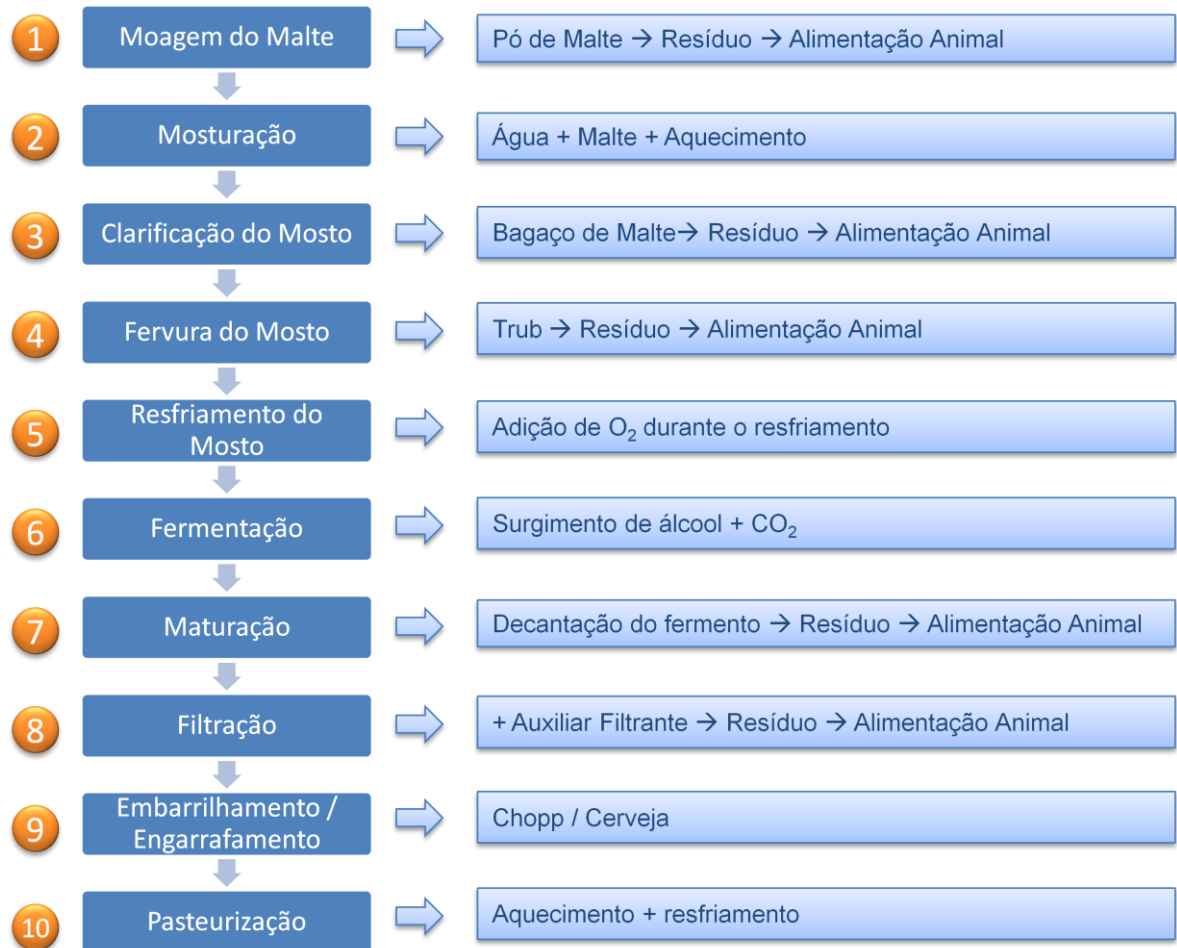 1
Moagem do Malte
Pó de Malte → Resíduo → Alimentação Animal
2
Mosturação
Água + Malte + Aquecimento
3
Clarificação do Mosto
Bagaço de Malte→ Resíduo → Alimentação Animal
4
Fervura do Mosto
Trub → Resíduo → Alimentação Animal
5
Resfriamento do
Mosto
Adição de O₂ durante o resfriamento
6
Fermentação
Surgimento de álcool + CO₂
7
Maturação
Decantação do fermento → Resíduo → Alimentação Animal
8
Filtração
+ Auxiliar Filtrante → Resíduo → Alimentação Animal
9
Embarrilhamento /
Engarrafamento
Chopp / Cerveja
10
Pasteurização
Aquecimento + resfriamento